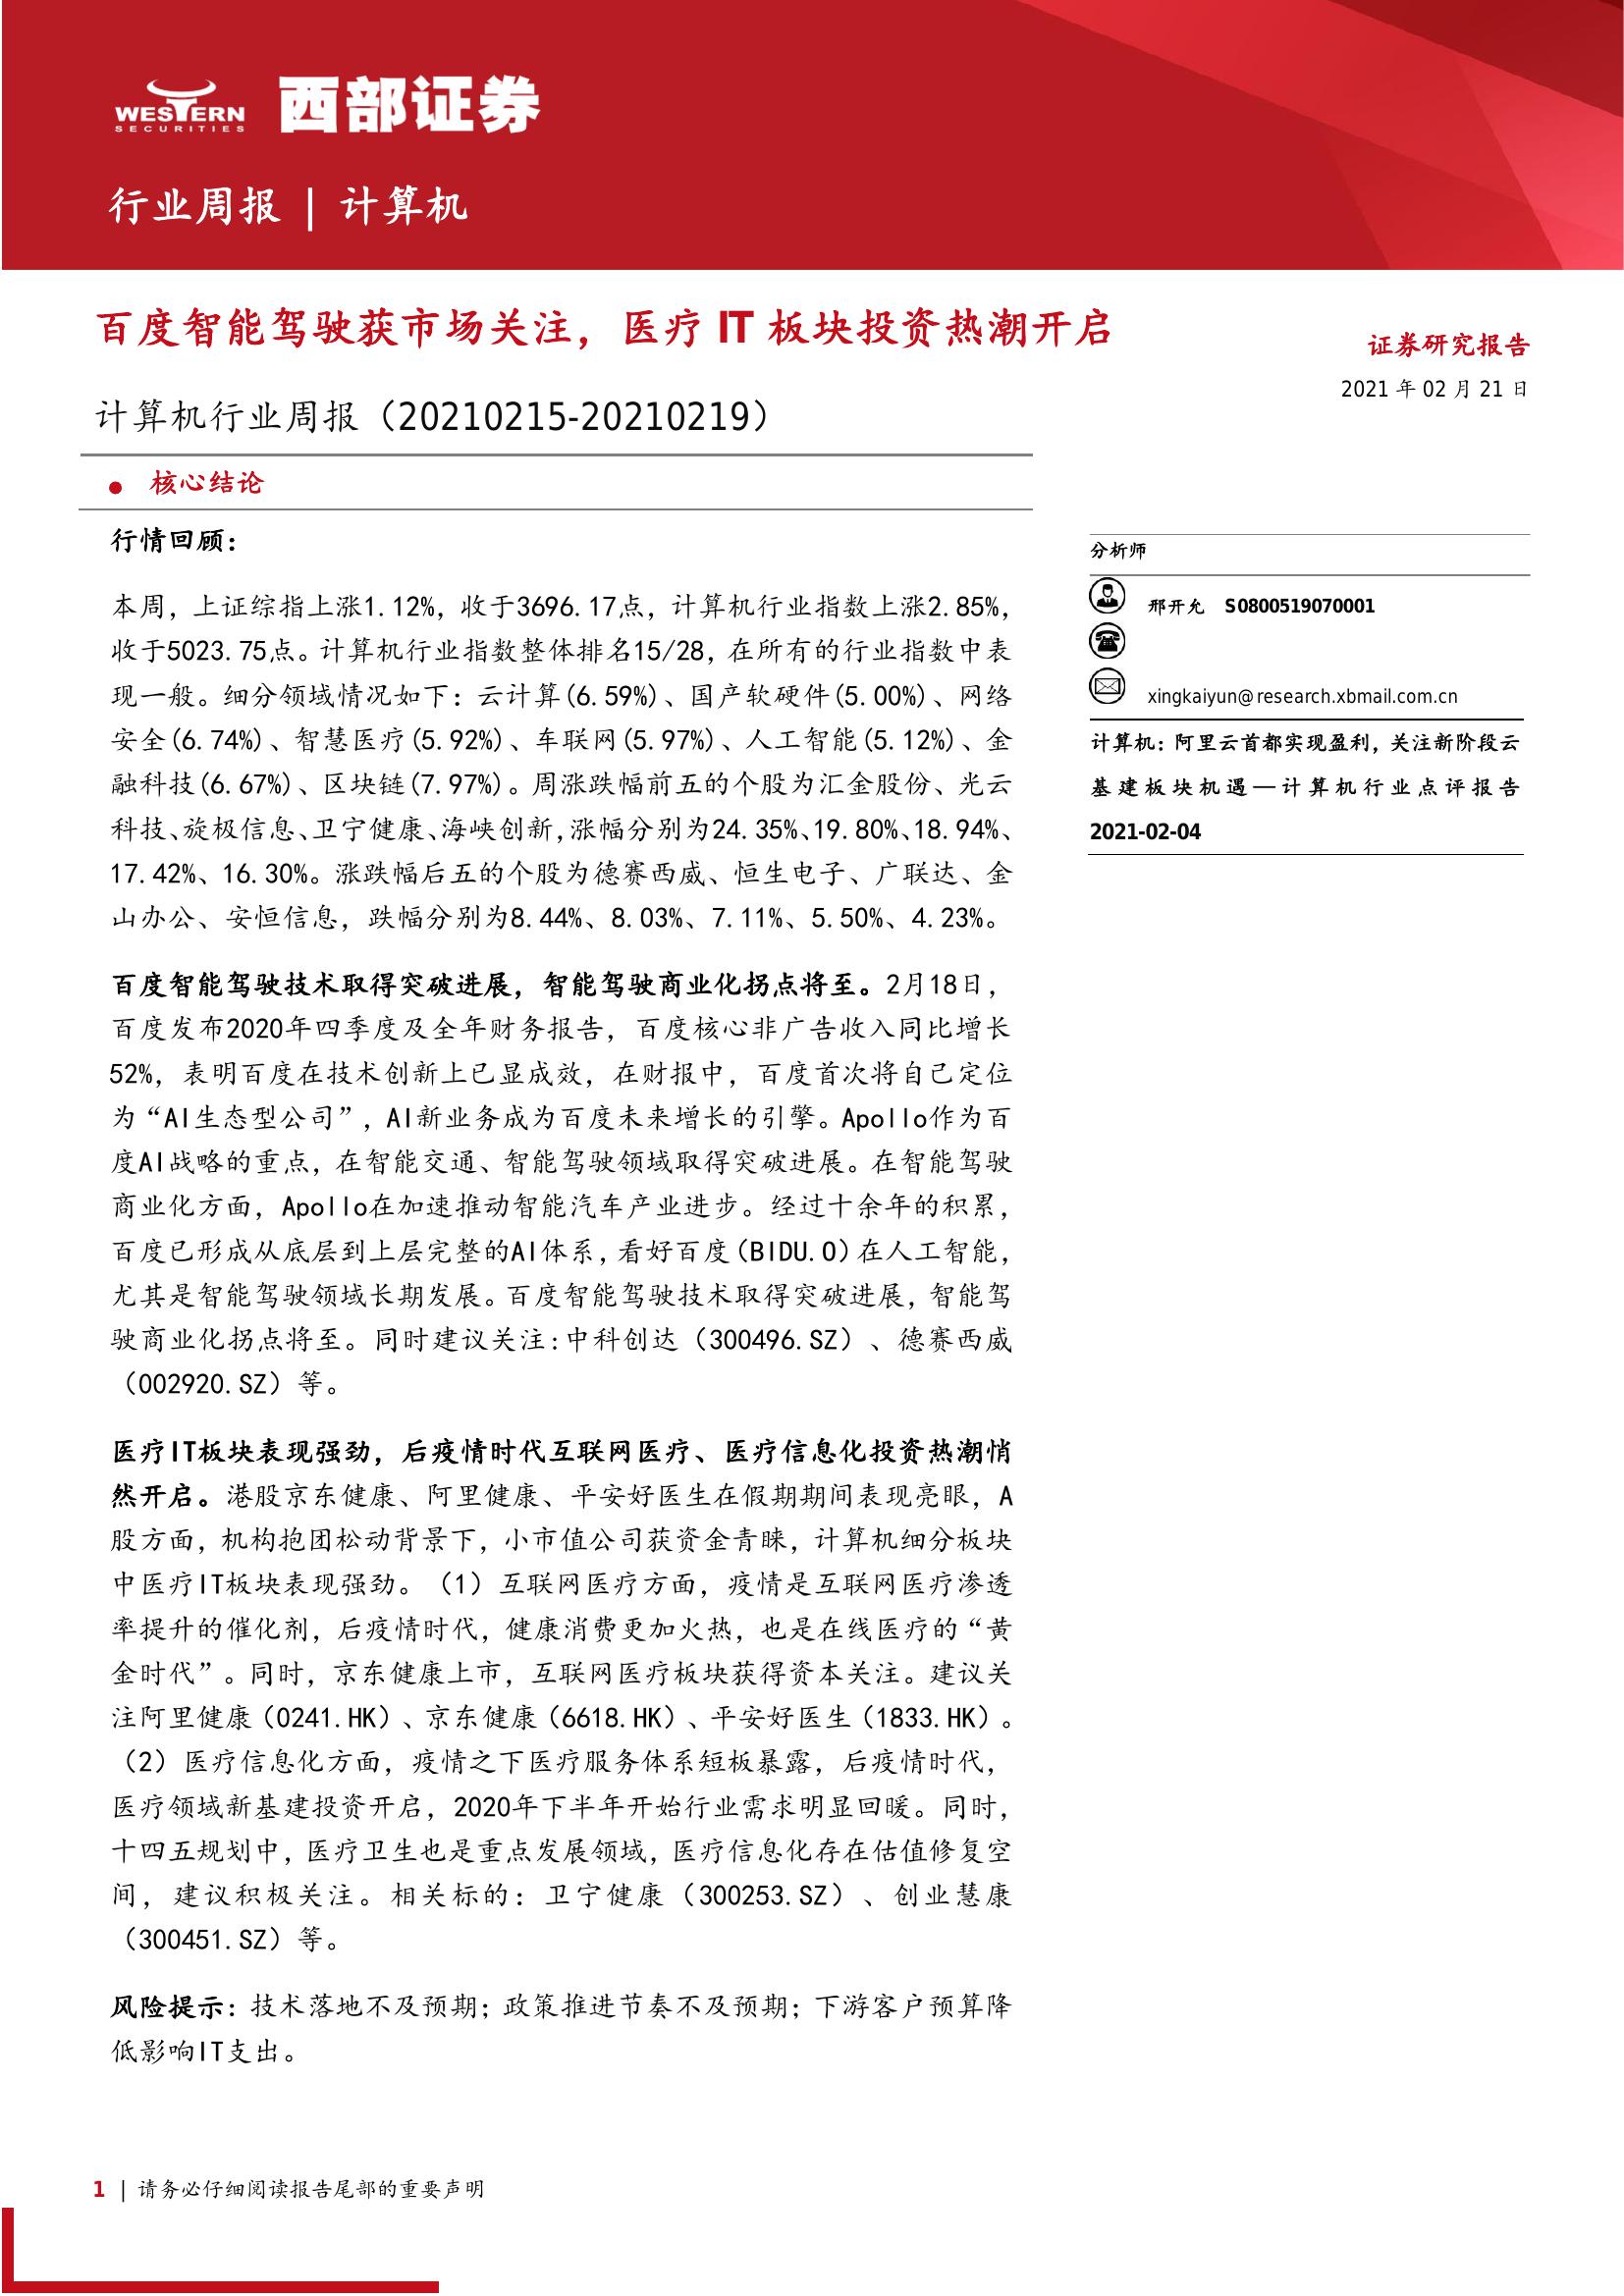 WESTERN
SECURITIES
西部证券
行业周报 | 计算机
百度智能驾驶获市场关注，医疗 IT 板块投资热潮开启
证券研究报告
2021 年 02 月 21 日
计算机行业周报（20210215-20210219）
● 核心结论
行情回顾：
本周，上证综指上涨1.12%，收于3696.17点，计算机行业指数上涨2.85%，
收于5023.75点。计算机行业指数整体排名15/28，在所有的行业指数中表
现一般。细分领域情况如下：云计算(6.59%)、国产软硬件(5.00%)、网络
安全(6.74%)、智慧医疗(5.92%)、车联网(5.97%)、人工智能(5.12%)、金
融科技(6.67%)、区块链(7.97%)。周涨跌幅前五的个股为汇金股份、光云
科技、旋极信息、卫宁健康、海峡创新,涨幅分别为24.35%、19.80%、18.94%、
17.42%、16.30%。涨跌幅后五的个股为德赛西威、恒生电子、广联达、金
山办公、安恒信息，跌幅分别为8.44%、8.03%、7.11%、5.50%、4.23%。
百度智能驾驶技术取得突破进展，智能驾驶商业化拐点将至。2月18日，
百度发布2020年四季度及全年财务报告，百度核心非广告收入同比增长
52%，表明百度在技术创新上已显成效，在财报中，百度首次将自己定位
为“AI生态型公司”，AI新业务成为百度未来增长的引擎。Apollo作为百
度AI战略的重点，在智能交通、智能驾驶领域取得突破进展。在智能驾驶
商业化方面，Apollo在加速推动智能汽车产业进步。经过十余年的积累，
百度已形成从底层到上层完整的AI体系，看好百度（BIDU.O）在人工智能，
尤其是智能驾驶领域长期发展。百度智能驾驶技术取得突破进展，智能驾
驶商业化拐点将至。同时建议关注:中科创达（300496.SZ）、德赛西威
（002920.SZ）等。
医疗IT板块表现强劲，后疫情时代互联网医疗、医疗信息化投资热潮悄
然开启。港股京东健康、阿里健康、平安好医生在假期期间表现亮眼，A
股方面，机构抱团松动背景下，小市值公司获资金青睐，计算机细分板块
中医疗IT板块表现强劲。（1）互联网医疗方面，疫情是互联网医疗渗透
率提升的催化剂，后疫情时代，健康消费更加火热，也是在线医疗的“黄
金时代”。同时，京东健康上市，互联网医疗板块获得资本关注。建议关
注阿里健康（0241.HK）、京东健康（6618.HK）、平安好医生（1833.HK）。
（2）医疗信息化方面，疫情之下医疗服务体系短板暴露，后疫情时代，
医疗领域新基建投资开启，2020年下半年开始行业需求明显回暖。同时，
十四五规划中，医疗卫生也是重点发展领域，医疗信息化存在估值修复空
间，建议积极关注。相关标的：卫宁健康（300253.SZ）、创业慧康
（300451.SZ）等。
风险提示：技术落地不及预期；政策推进节奏不及预期；下游客户预算降
低影响IT支出。
分析师
邢开允 S0800519070001
xingkaiyun@research.xbmail.com.cn
计算机：阿里云首都实现盈利，关注新阶段云
基建板块机遇—计算机行业点评报告
2021-02-04
1 | 请务必仔细阅读报告尾部的重要声明